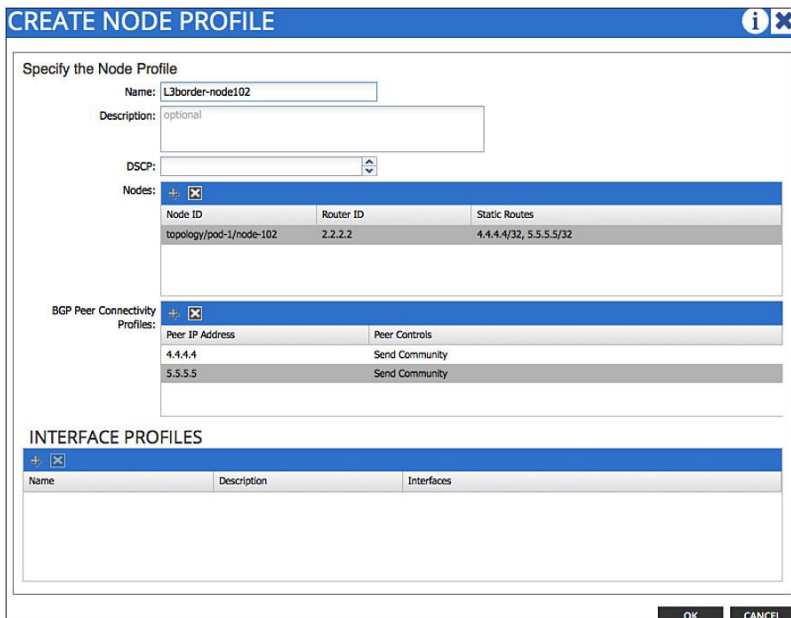 CREATE NODE PROFILE
Specify the Node Profile
Name: L3border-node102
Description: optional
DSCP:
Nodes:
Node ID Router ID Static Routes
topology/pod-1/node-102 2.2.2.2 4.4.4.4/32, 5.5.5.5/32
BGP Peer Connectivity
Profiles:
Peer IP Address Peer Controls
4.4.4.4 Send Community
5.5.5.5 Send Community
INTERFACE PROFILES
Name Description Interfaces
OK CANCEL